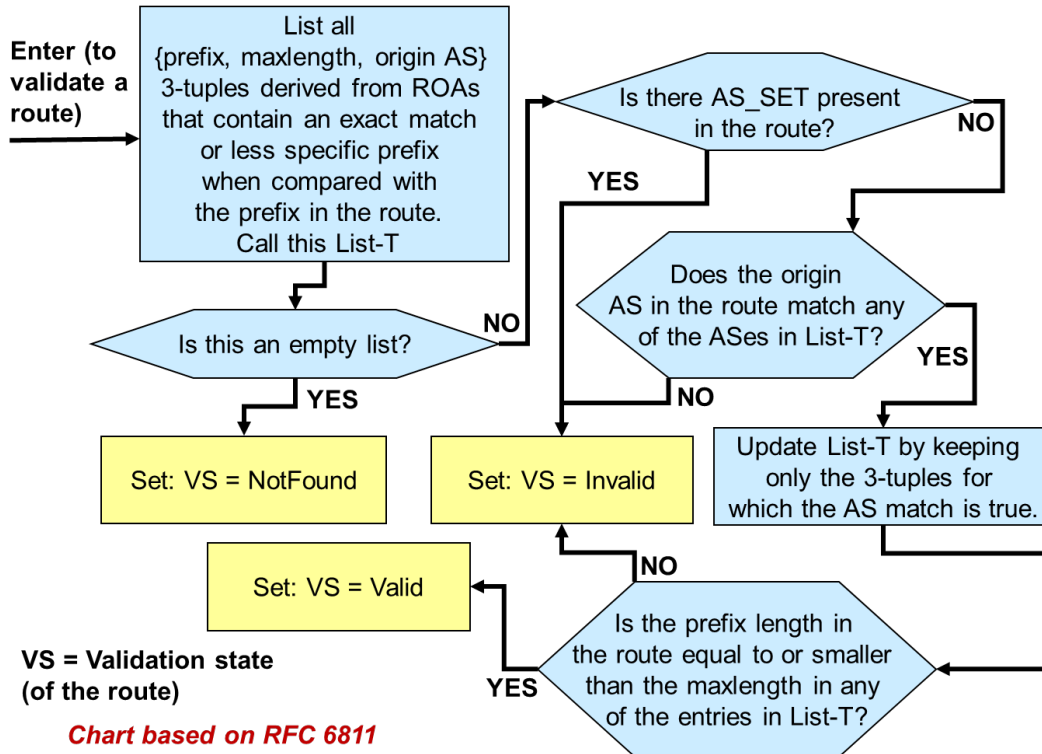 Enter (to
validate a
route)
List all
{prefix, maxlength, origin AS}
3-tuples derived from ROAs
that contain an exact match
or less specific prefix
when compared with
the prefix in the route.
Call this List-T
Is there AS_SET present
in the route?
NO
YES
Does the origin
AS in the route match any
of the ASes in List-T?
NO
Is this an empty list?
YES
YES
NO
Set: VS = NotFound
Set: VS = Invalid
Update List-T by keeping
only the 3-tuples for
which the AS match is true.
NO
Set: VS = Valid
Is the prefix length in
the route equal to or smaller
than the maxlength in any
of the entries in List-T?
YES
VS = Validation state
(of the route)
Chart based on RFC 6811